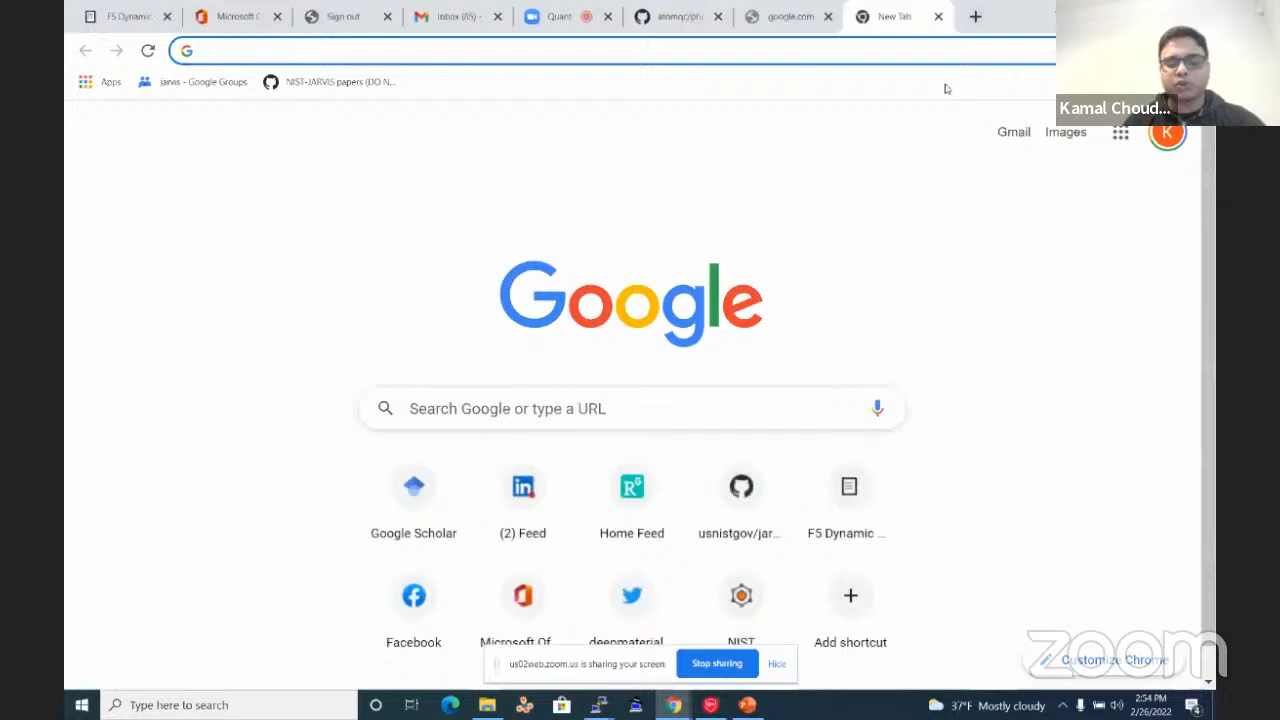 F5 Dynamic
Microsoft O
Sign out
Inbox (85) -
Quant
atomqc/
google.com
New Tab
Apps
jarvis - Google Groups
NIST-JARVIS papers (DO N...
Kamal Choud...
Gmail
Images
K
Google
Search Google or type a URL
Google Scholar
(2) Feed
Home Feed
usnistgov/jar...
F5 Dynamic ...
Facebook
Microsoft Of
deepmaterial
NIST
Add shortcut
us02web.zoom.us is sharing your screen.
Stop sharing
Hide
Customize Chrome
zoom
Type here to search
37°F Mostly cloudy
2:54 PM
2/26/2022
4